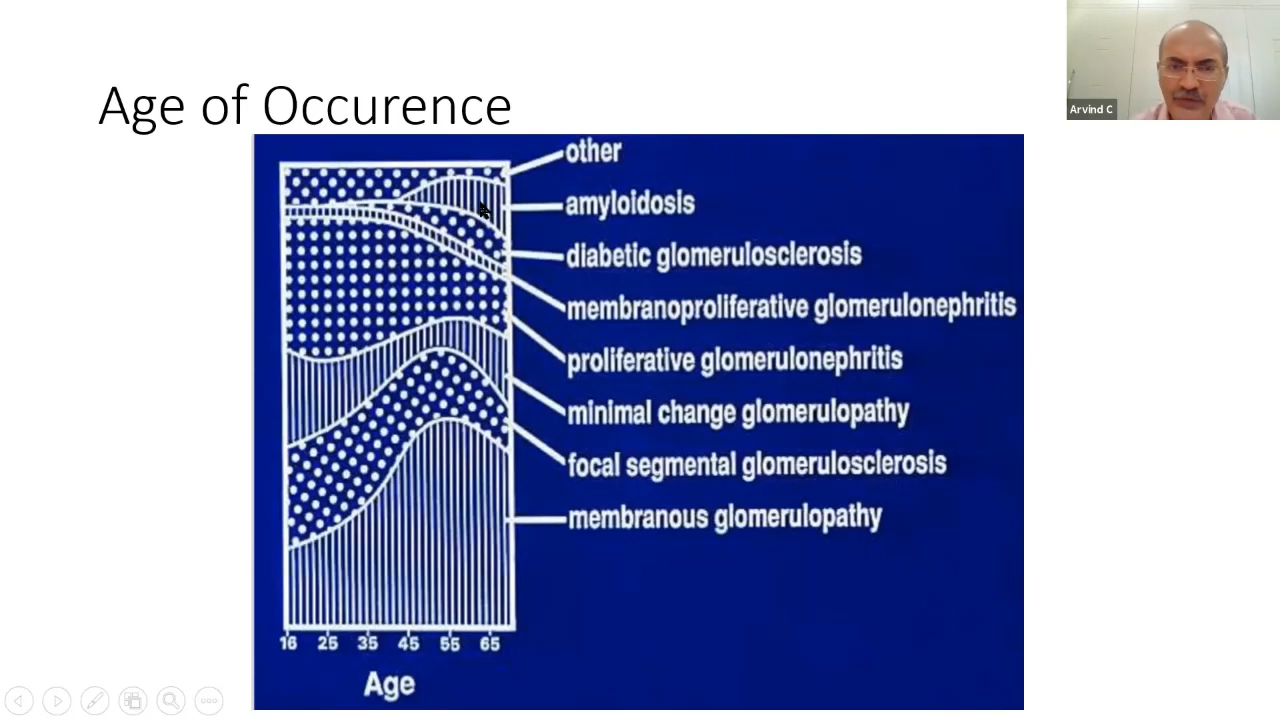 Arvind C
Age of Occurence
other
amyloidosis
diabetic glomerulosclerosis
membranoproliferative glomerulonephritis
proliferative glomerulonephritis
minimal change glomerulopathy
focal segmental glomerulosclerosis
membranous glomerulopathy
16 25 35 45 55 65
Age